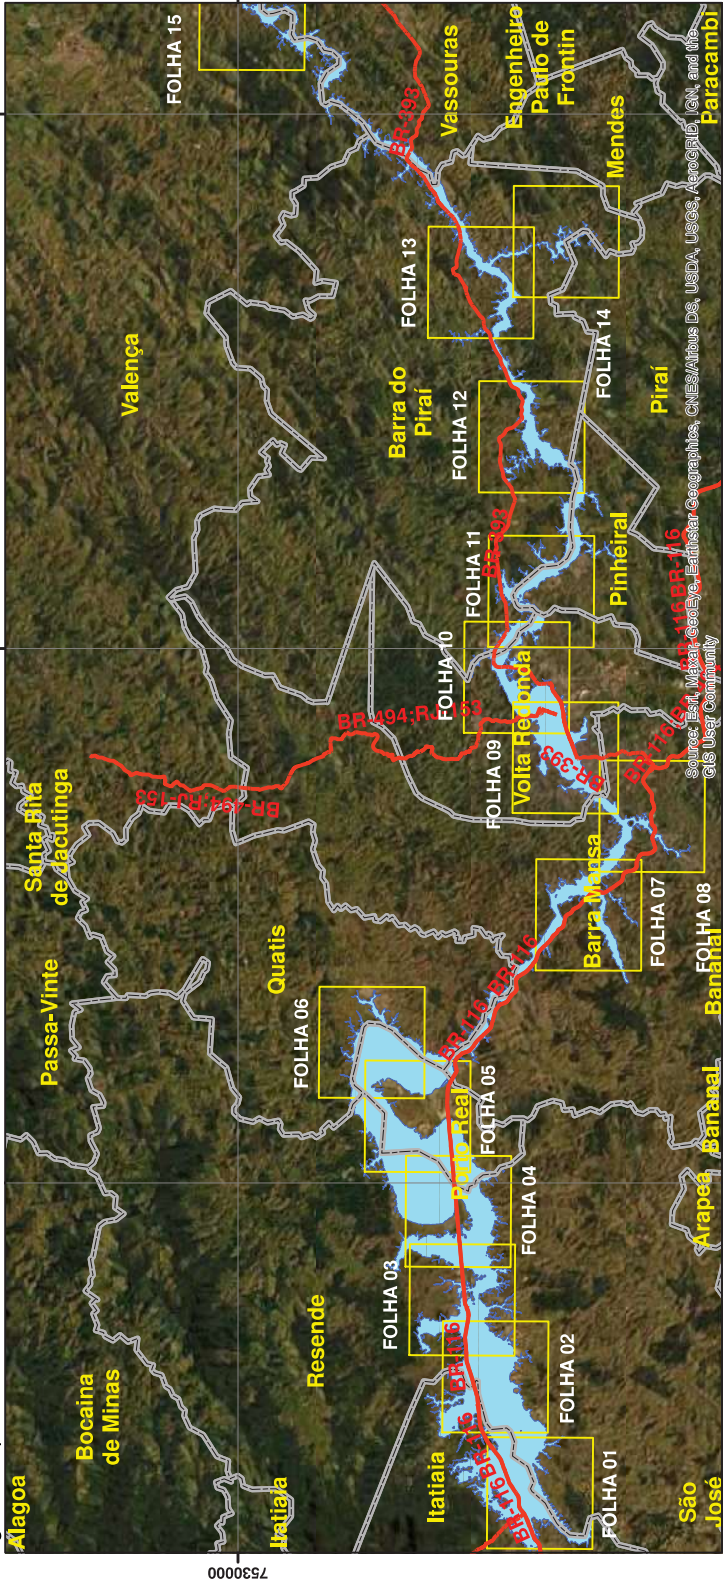 Alagoa
Bocaina
de Minas
Passa-Vinte
Santa Rita
de Jacutinga
Valença
FOLHA 15
Itatiaia
Resende
Quatis
BR-494;RJ-153
BR-494;RJ-153
Barra do
Piraí
Vassouras
BR-393
Engenheiro
Paulo de
Frontin
Mendes
Paracambi
Itatiaia
FOLHA 03
FOLHA 06
FOLHA 10
FOLHA 11
FOLHA 12
FOLHA 13
BR-393
BR-116
BR-116
BR-116
Porto Real
BR-116
BR-116
FOLHA 09
Volta Redonda
BR-393
FOLHA 01
FOLHA 02
FOLHA 04
FOLHA 05
Barra Mansa
FOLHA 07
FOLHA 08
Pinheiral
FOLHA 14
Piraí
BR-116
BR-116
BR-116
São
José
Arapeí
Bananal
Bananal
Source: Esri, Maxar, GeoEye, Earthstar Geographics, CNES/Airbus DS, USDA, USGS, AeroGRID, IGN, and the
GIS User Community
7530000